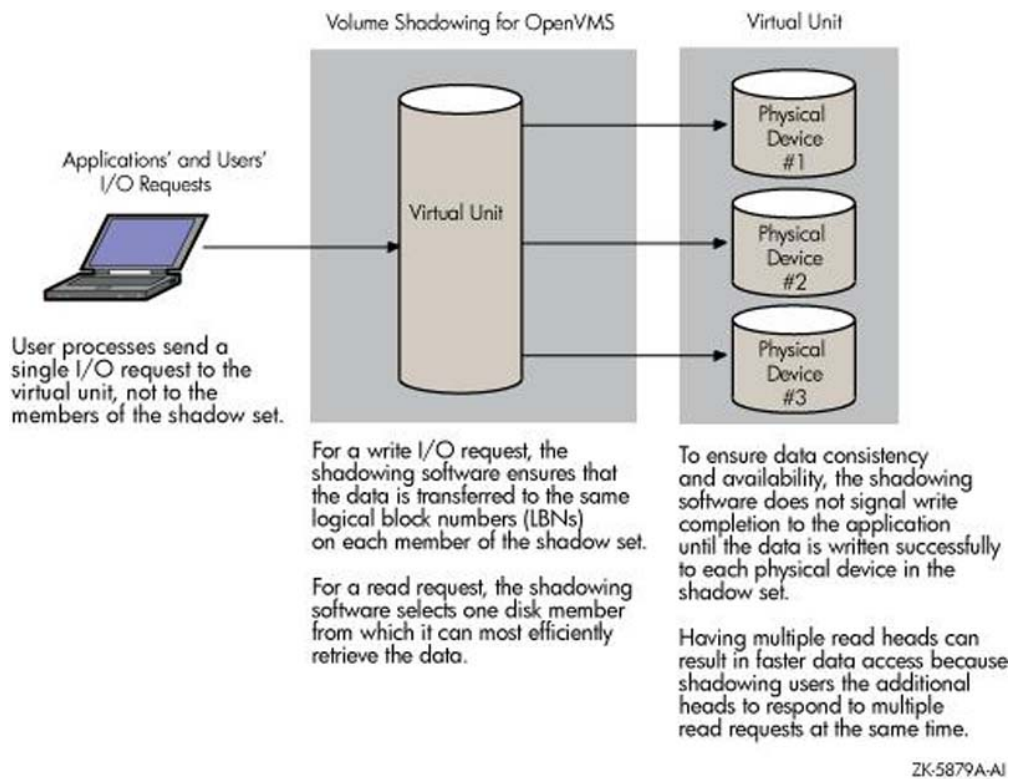 Volume Shadowing for OpenVMS
Virtual Unit
Applications' and Users'
I/O Requests
Virtual Unit
Physical
Device
#1
Physical
Device
#2
Physical
Device
#3
User processes send a
single I/O request to the
virtual unit, not to the
members of the shadow set.
For a write I/O request, the
shadowing software ensures that
the data is transferred to the same
logical block numbers (LBNs)
on each member of the shadow set.
For a read request, the shadowing
software selects one disk member
from which it can most efficiently
retrieve the data.
To ensure data consistency
and availability, the shadowing
software does not signal write
completion to the application
until the data is written successfully
to each physical device in the
shadow set.
Having multiple read heads can
result in faster data access because
shadowing users the additional
heads to respond to multiple
read requests at the same time.
ZK-5879A-AI